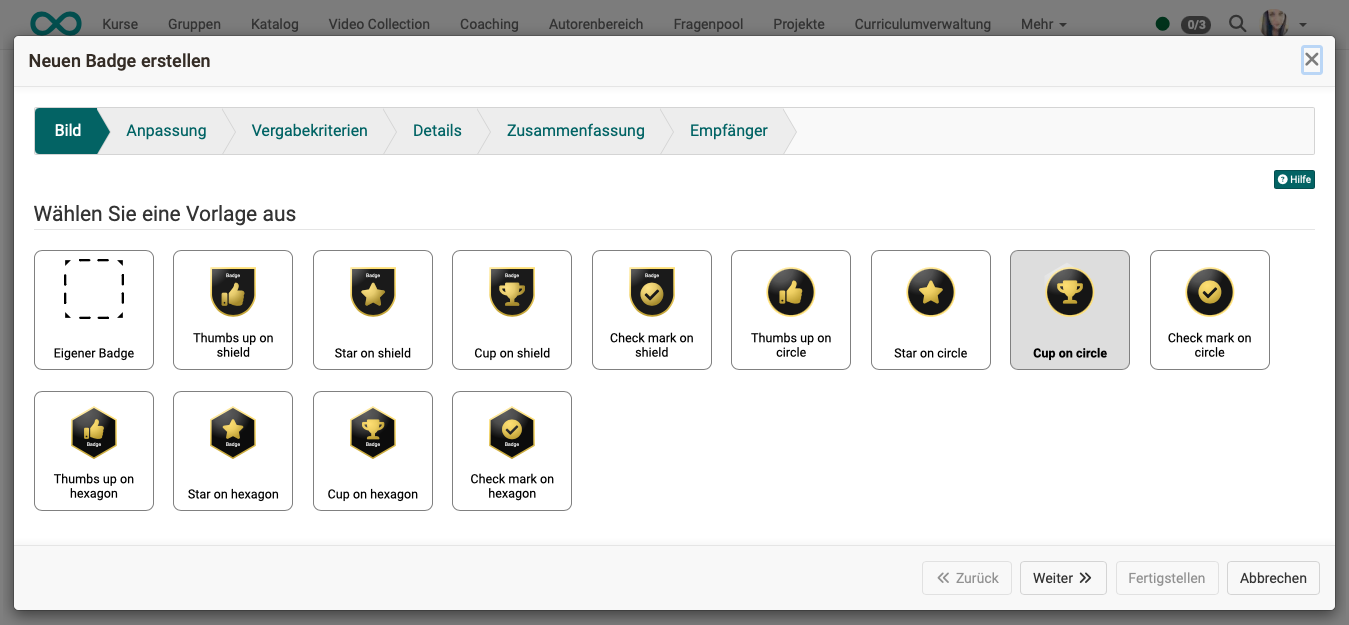 Kurse Gruppen Katalog Video Collection Coaching Autorenbereich Fragenpool Projekte Curriculumverwaltung Mehr 0/3
Neuen Badge erstellen
Bild Anpassung Vergabekriterien Details Zusammenfassung Empfänger
Hilfe
Wählen Sie eine Vorlage aus
Badge Badge Badge Badge
Eigener Badge
Thumbs up on
shield
Star on shield
Cup on shield
Check mark on
shield
Thumbs up on
circle
Star on circle
Cup on circle
Check mark on
circle
Badge Badge Badge Badge
Thumbs up on
hexagon
Star on hexagon
Cup on hexagon
Check mark on
hexagon
Zurück Weiter Fertigstellen Abbrechen